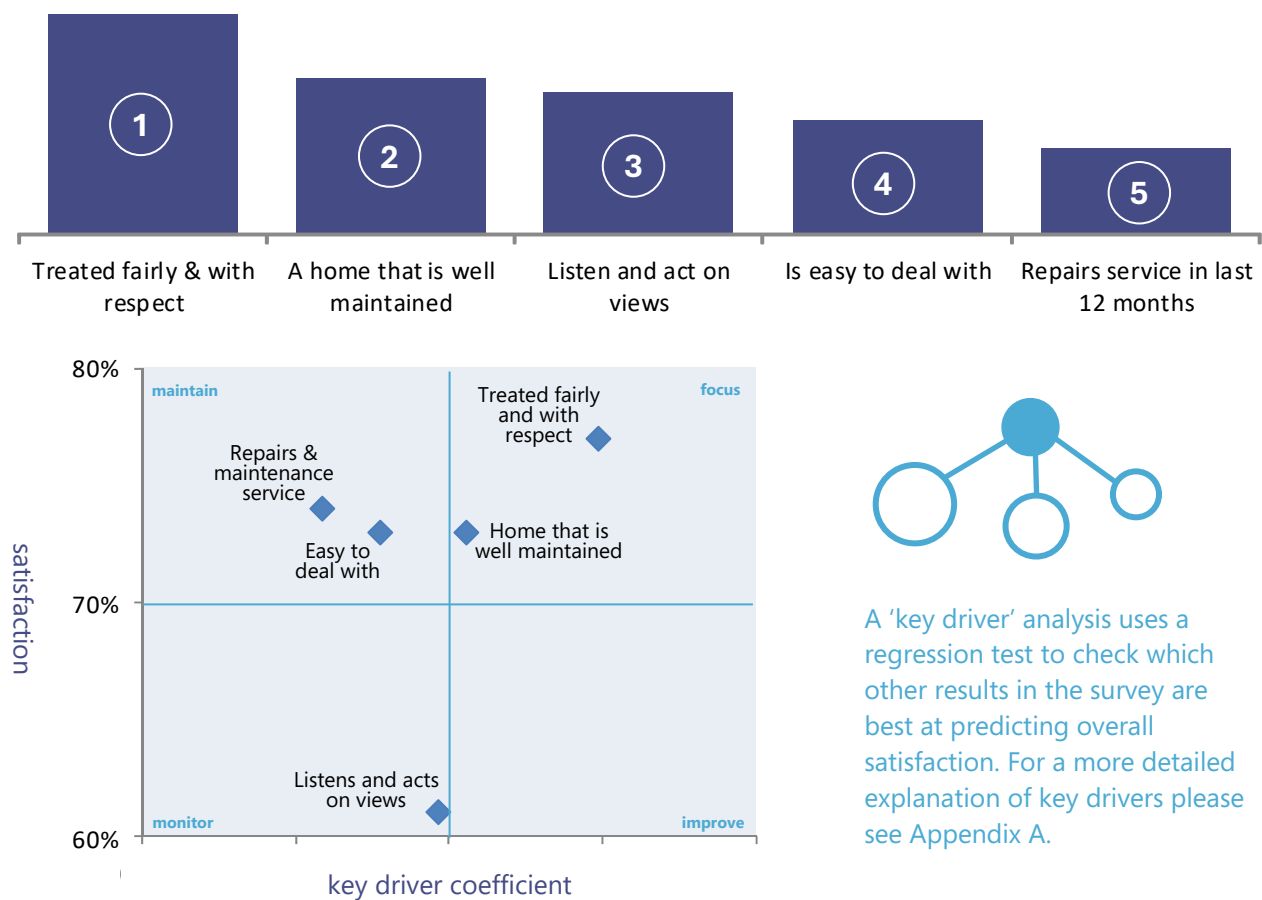 1
2
3
4
5
Treated fairly & with
respect
A home that is well
maintained
Listen and act on
views
Is easy to deal with
Repairs service in last
12 months
80%
70%
60%
satisfaction
maintain
focus
Treated fairly
and with
respect
Repairs &
maintenance
service
Easy to
deal with
Home that is
well maintained
Listens and acts
on views
monitor
improve
key driver coefficient
A ‘key driver’ analysis uses a
regression test to check which
other results in the survey are
best at predicting overall
satisfaction. For a more detailed
explanation of key drivers please
see Appendix A.